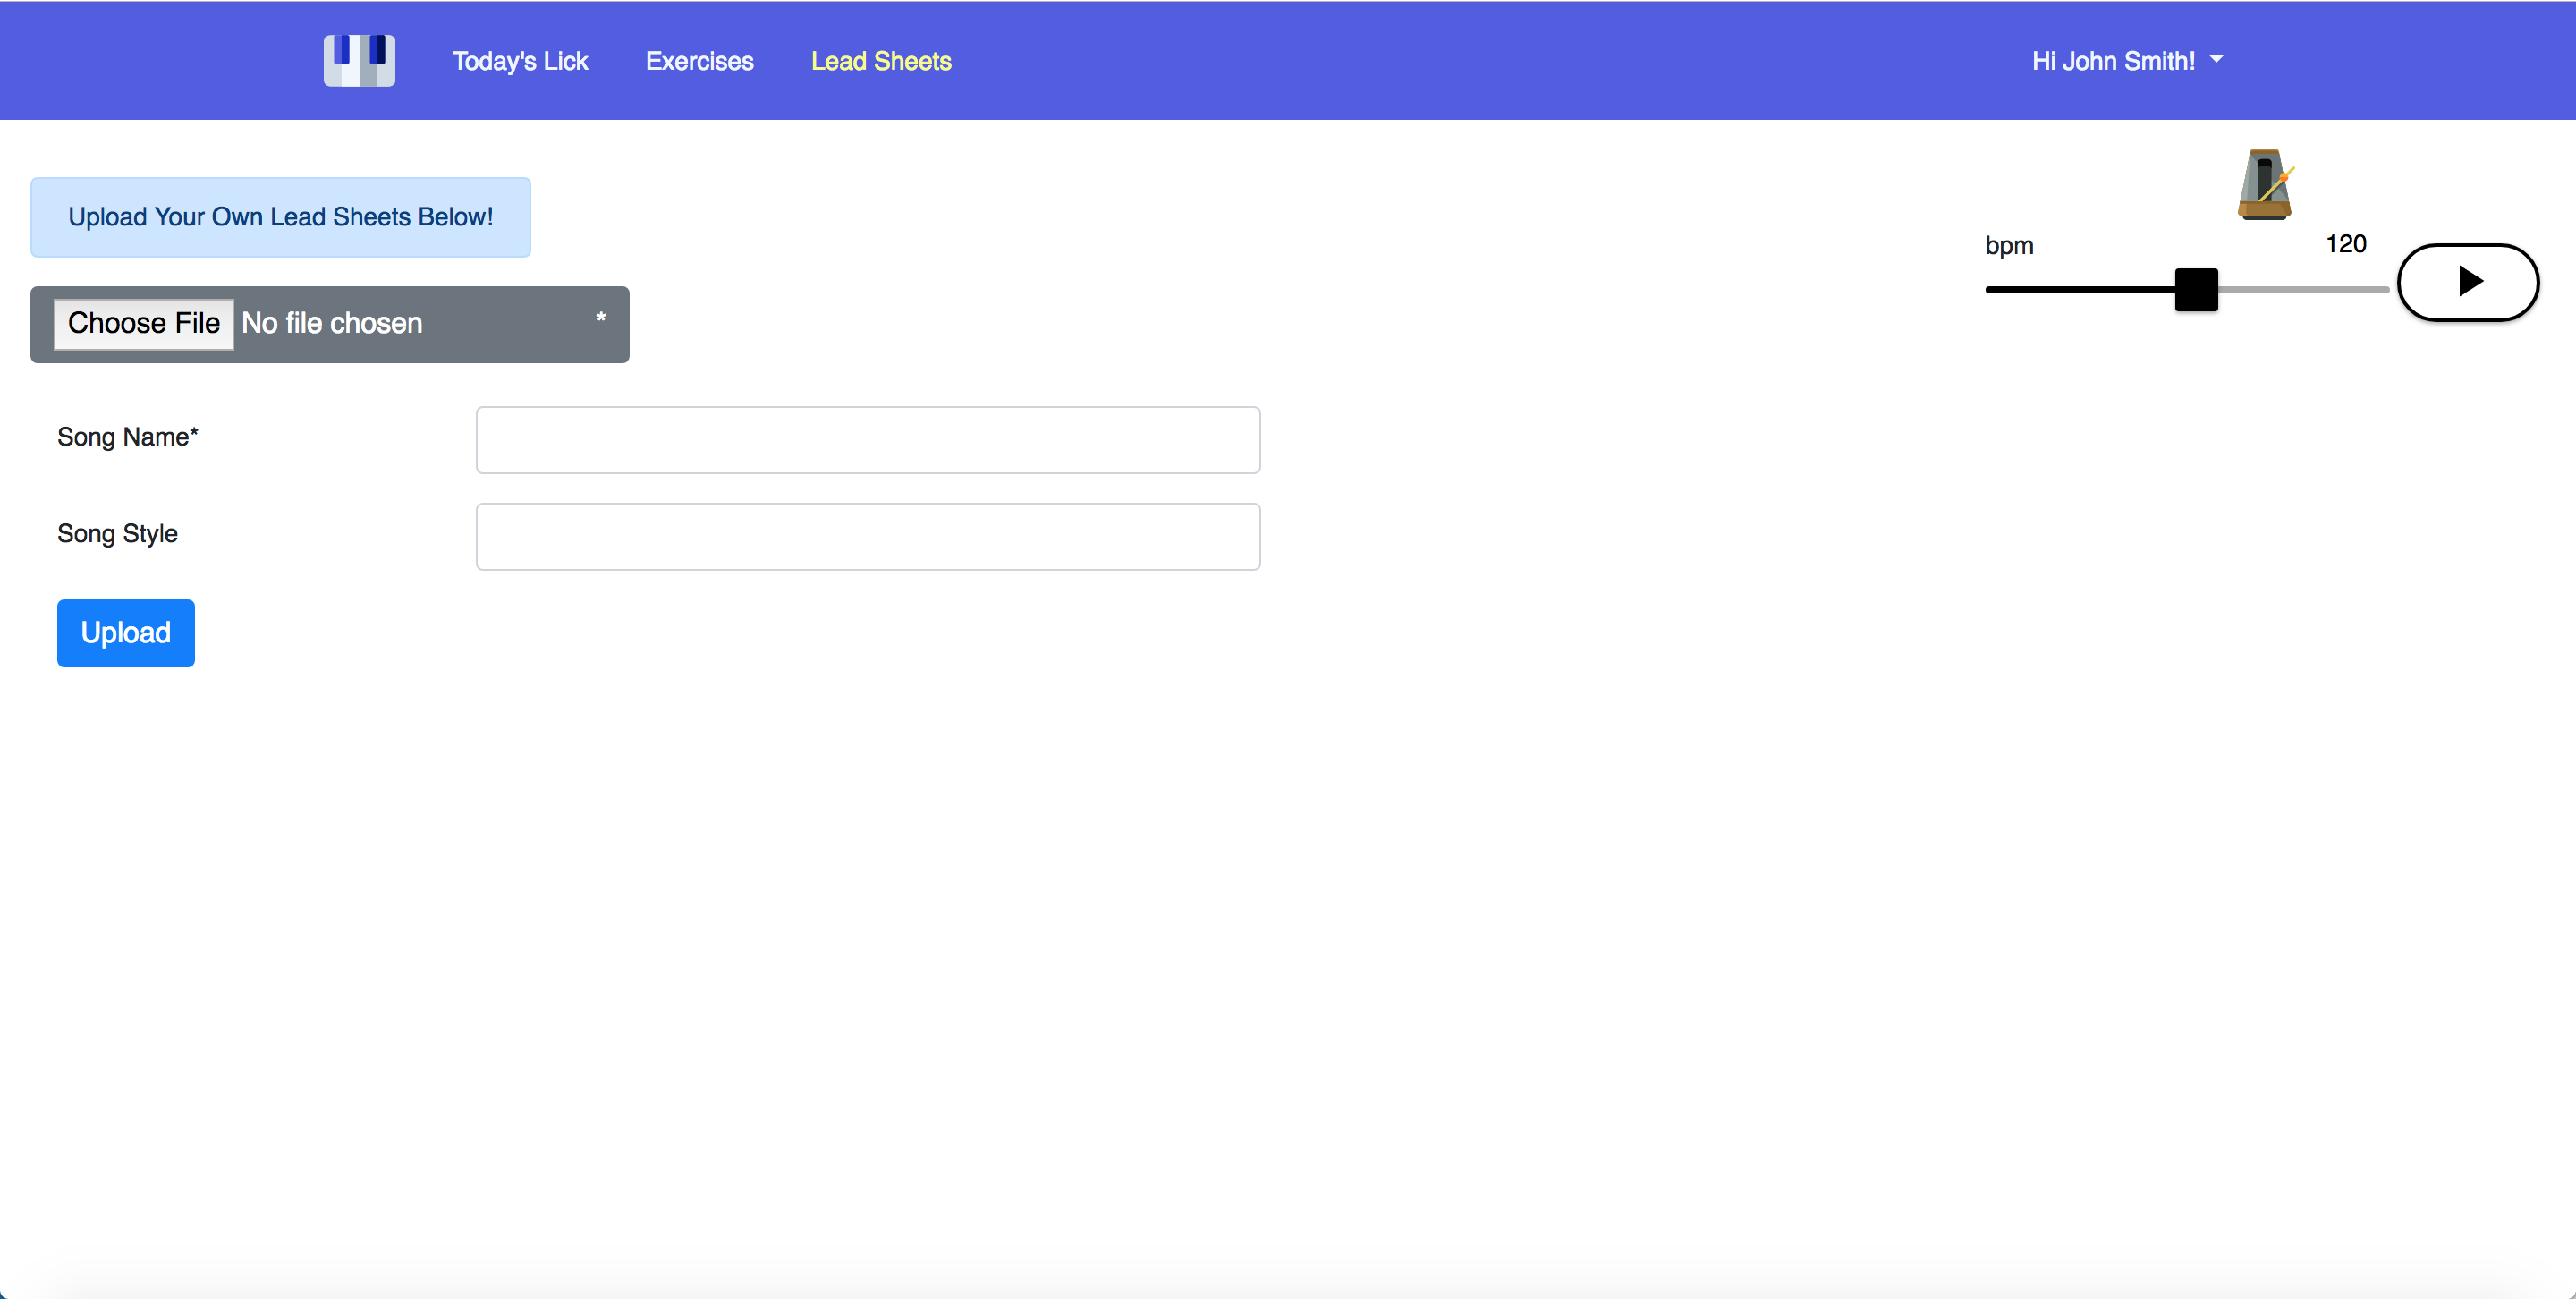 Today's Lick
Exercises
Lead Sheets
Hi John Smith!
Upload Your Own Lead Sheets Below!
bpm
120
Choose File No file chosen *
Song Name*
Song Style
Upload